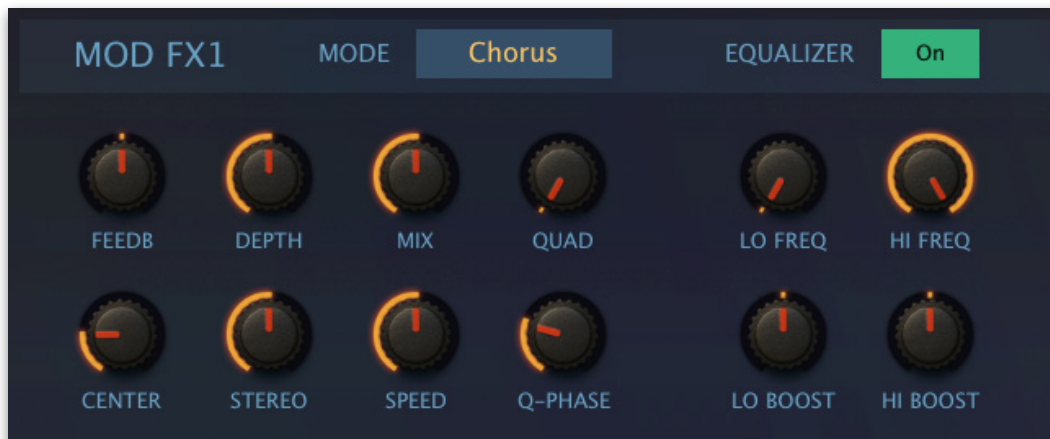 MOD FX1 MODE Chorus EQUALIZER On
FEEDB DEPTH MIX QUAD LO FREQ HI FREQ
CENTER STEREO SPEED Q-PHASE LO BOOST HI BOOST